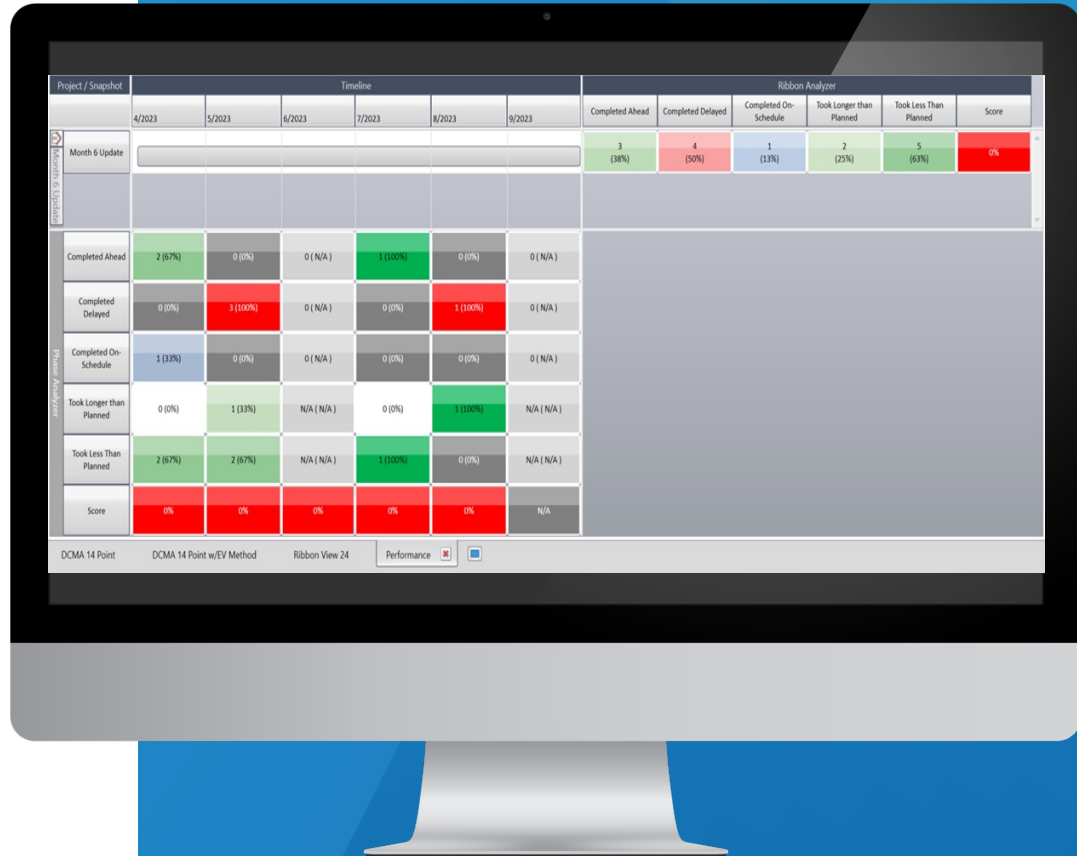 Project / Snapshot
Timeline
Ribbon Analyzer
4/2023
5/2023
6/2023
7/2023
8/2023
9/2023
Completed Ahead
Completed Delayed
Completed On-
Schedule
Took Longer than
Planned
Took Less Than
Planned
Score
Month 6 Update
Month 6 Update
3
(38%)
4
(50%)
1
(13%)
2
(25%)
5
(63%)
0%
Phase Analyzer
Completed Ahead
2 (67%)
0 (0%)
0 ( N/A )
1 (100%)
0 (0%)
0 ( N/A )
Completed
Delayed
0 (0%)
3 (100%)
0 ( N/A )
0 (0%)
1 (100%)
0 ( N/A )
Completed On-
Schedule
1 (33%)
0 (0%)
0 ( N/A )
0 (0%)
0 (0%)
0 ( N/A )
Took Longer than
Planned
0 (0%)
1 (33%)
N/A ( N/A )
0 (0%)
1 (100%)
N/A ( N/A )
Took Less Than
Planned
2 (67%)
2 (67%)
N/A ( N/A )
1 (100%)
0 (0%)
N/A ( N/A )
Score
0%
0%
0%
0%
0%
N/A
DCMA 14 Point
DCMA 14 Point w/EV Method
Ribbon View 24
Performance